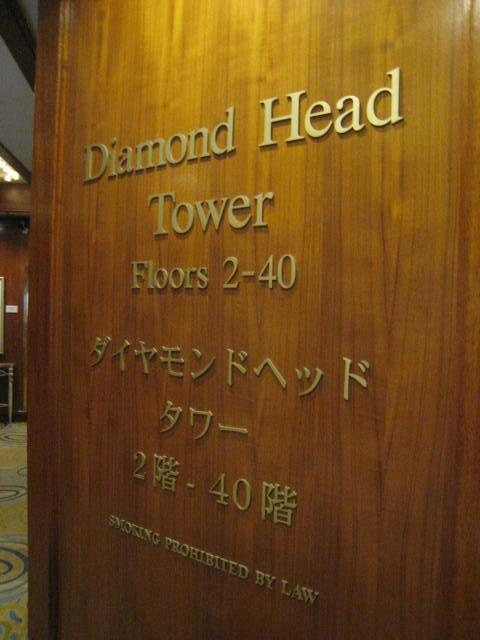 Diamond Head
Tower
Floors 2-40
ダイヤモンドヘッド
タワー
2階-40階
SMOKING PROHIBITED BY LAW